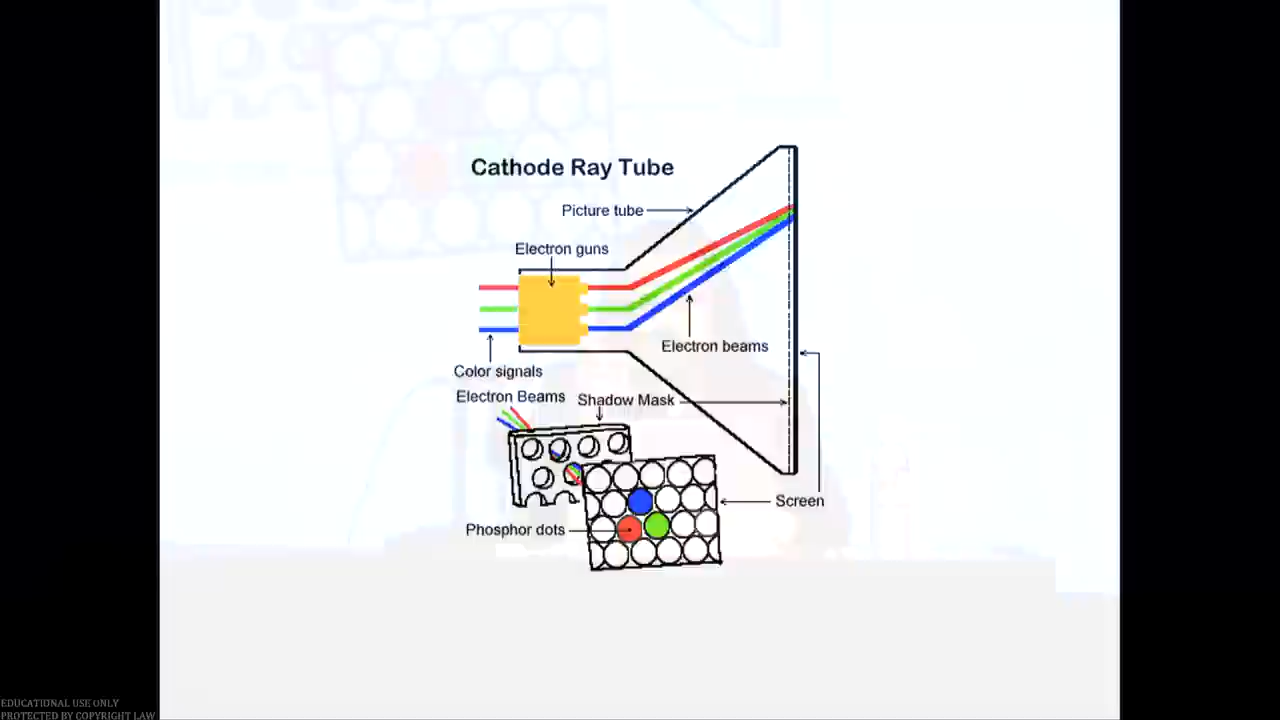 Cathode Ray Tube
Picture tube
Electron guns
Electron beams
Color signals
Electron Beams
Shadow Mask
Screen
Phosphor dots
EDUCATIONAL USE ONLY
PROTECTED BY COPYRIGHT LAW